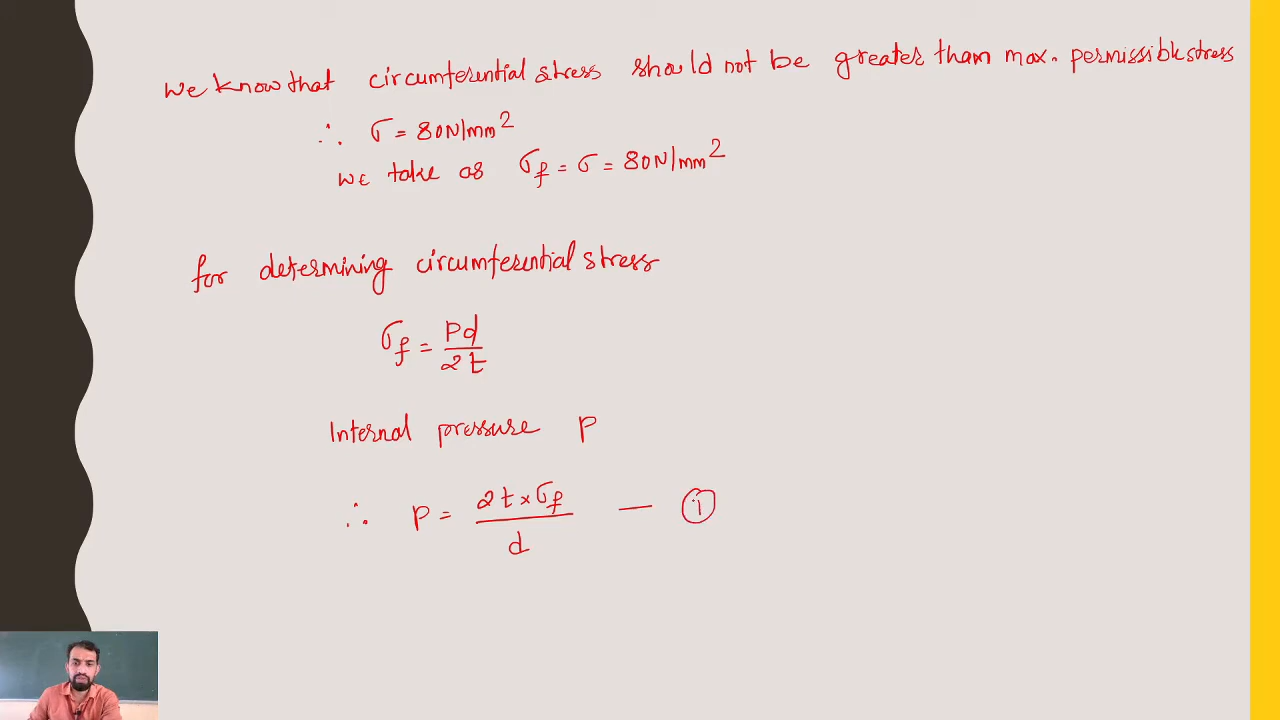 We know that circumferential stress should not be greater than max. permissible stress
∴ σ = 80N/mm²
we take as σf = σ = 80N/mm²
for determining circumferential stress
σf = Pd/2t
Internal pressure P
∴ P = 2t×σf/d — ①